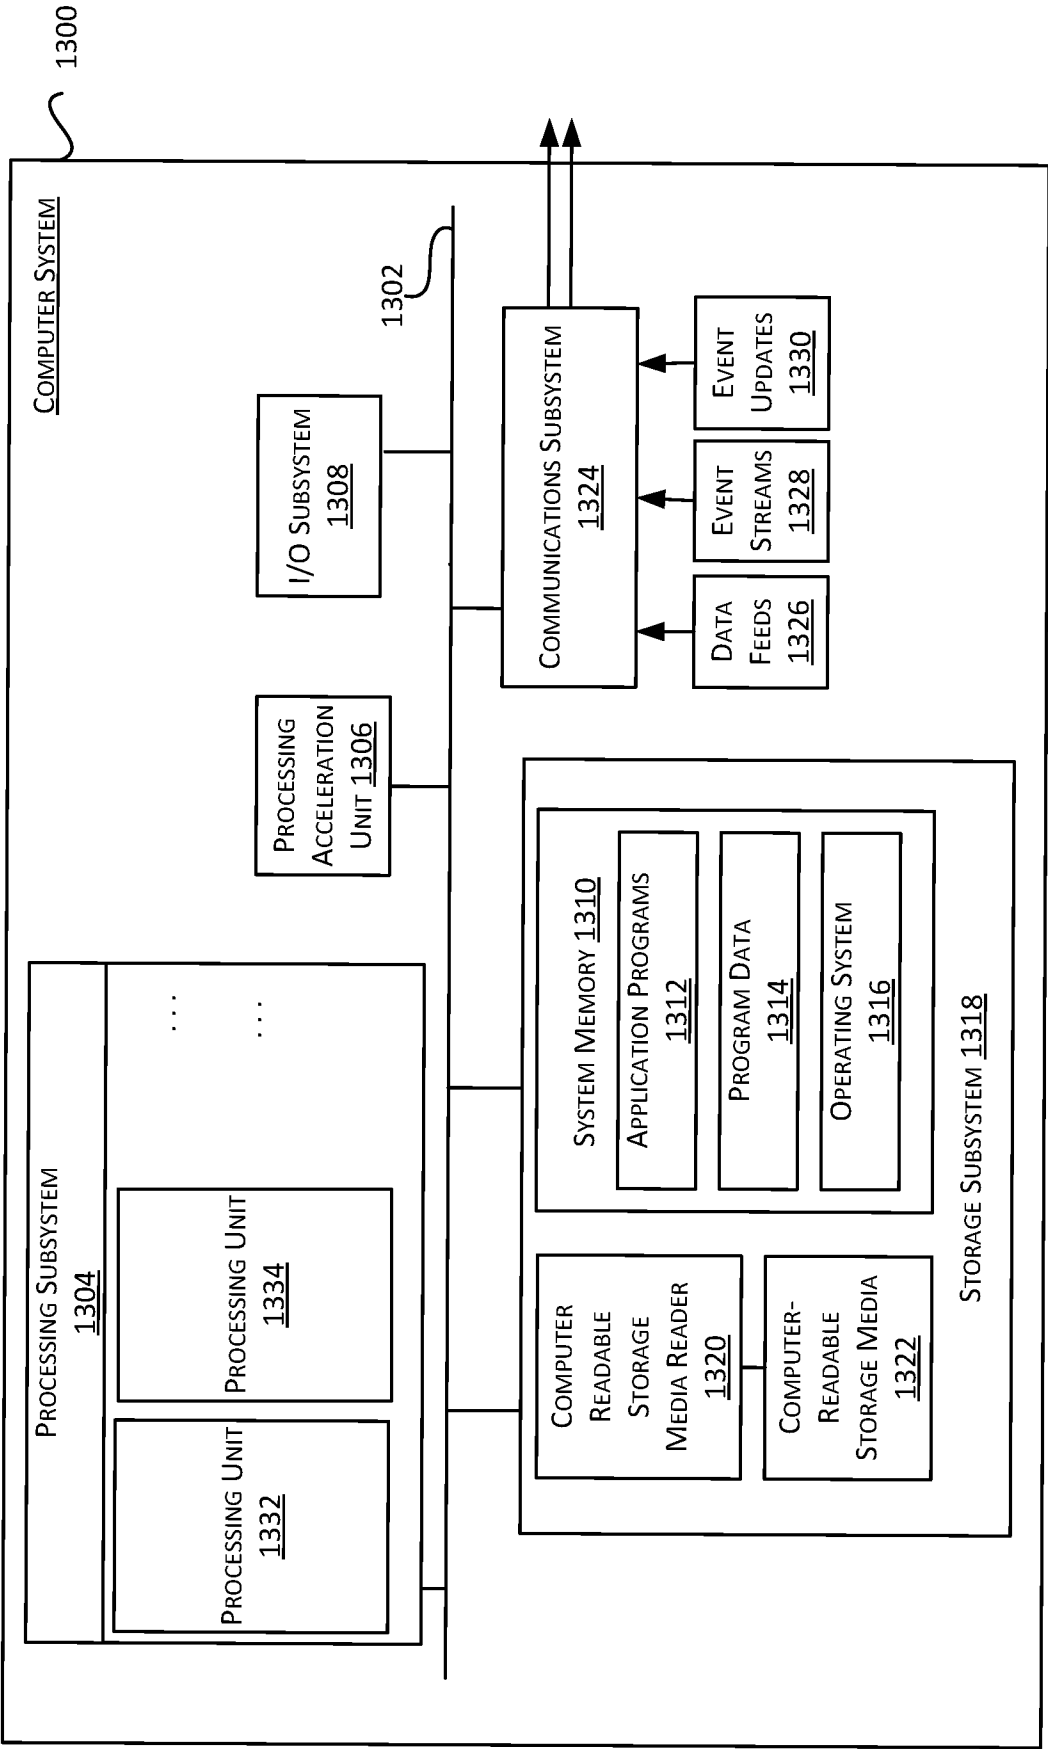 COMPUTER SYSTEM
1300
PROCESSING SUBSYSTEM
1304
PROCESSING UNIT
1332
PROCESSING UNIT
1334
...
...
PROCESSING
ACCELERATION
UNIT 1306
I/O SUBSYSTEM
1308
1302
COMPUTER
READABLE
STORAGE
MEDIA READER
1320
COMPUTER-
READABLE
STORAGE MEDIA
1322
SYSTEM MEMORY 1310
APPLICATION PROGRAMS
1312
PROGRAM DATA
1314
OPERATING SYSTEM
1316
STORAGE SUBSYSTEM 1318
COMMUNICATIONS SUBSYSTEM
1324
DATA
FEEDS
1326
EVENT
STREAMS
1328
EVENT
UPDATES
1330